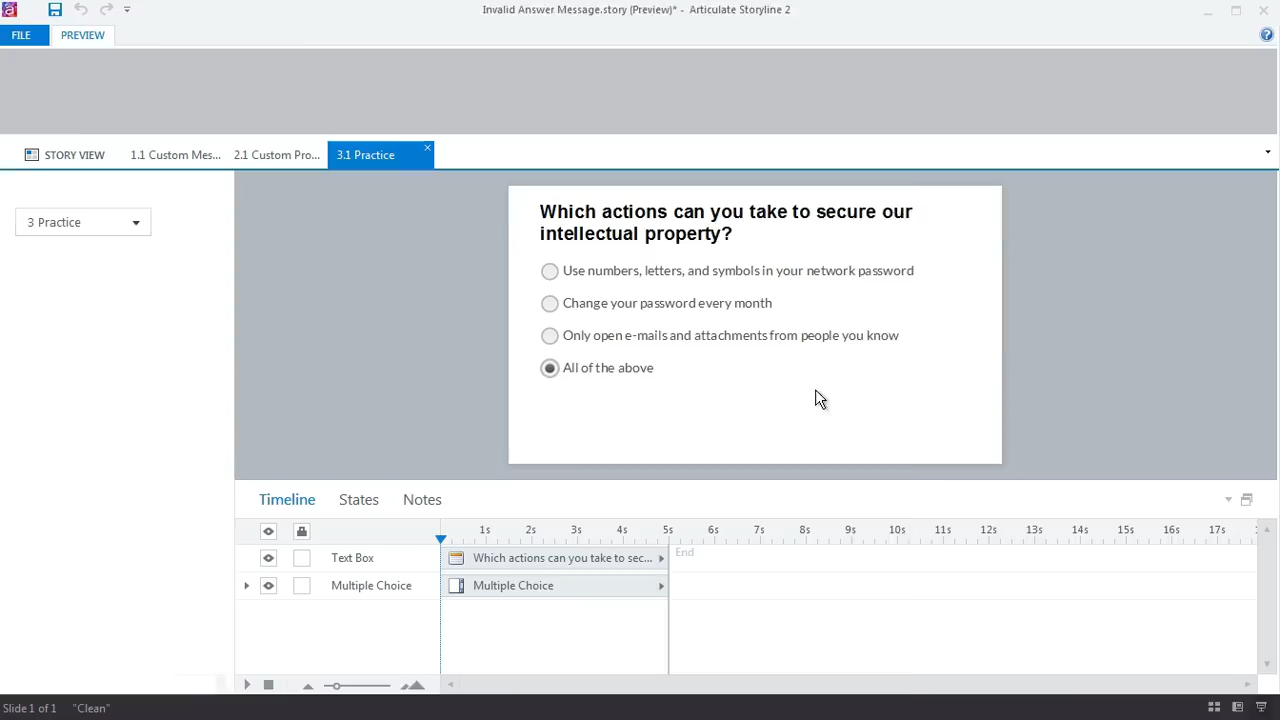 Invalid Answer Message.story (Preview)* - Articulate Storyline 2
FILE
PREVIEW
STORY VIEW
1.1 Custom Mes...
2.1 Custom Pro...
3.1 Practice
3 Practice
Which actions can you take to secure our
intellectual property?
Use numbers, letters, and symbols in your network password
Change your password every month
Only open e-mails and attachments from people you know
All of the above
Timeline
States
Notes
1s 2s 3s 4s 5s 6s 7s 8s 9s 10s 11s 12s 13s 14s 15s 16s 17s
Text Box
Which actions can you take to sec...
End
Multiple Choice
Multiple Choice
Slide 1 of 1
"Clean"